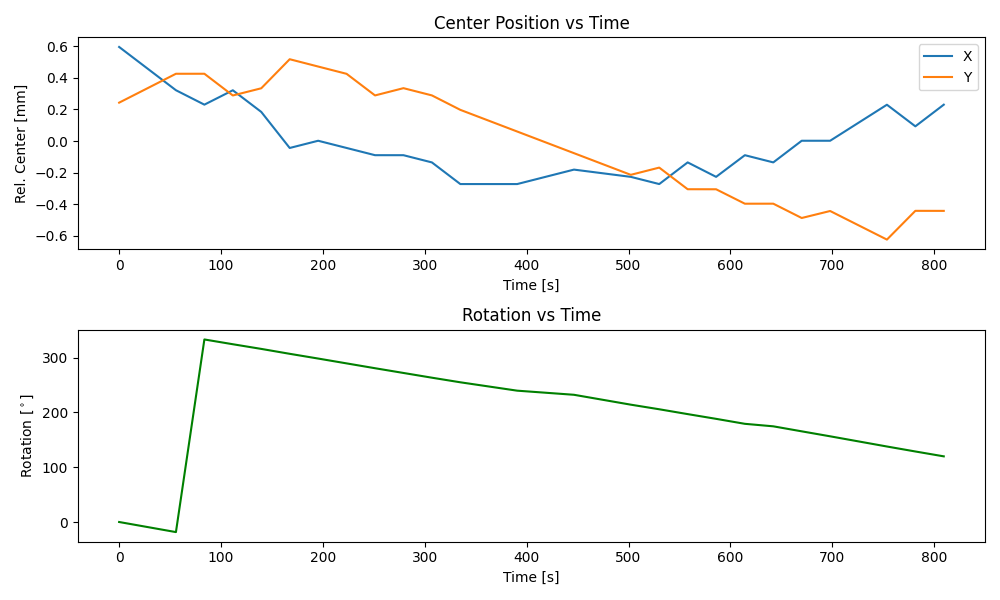 Center Position vs Time
Rel. Center [mm]
0.6
0.4
0.2
0.0
−0.2
−0.4
−0.6
X
Y
0 100 200 300 400 500 600 700 800
Time [s]
Rotation vs Time
Rotation [°]
300
200
100
0
0 100 200 300 400 500 600 700 800
Time [s]